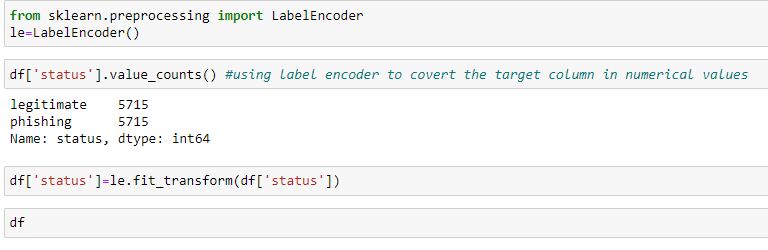 from sklearn.preprocessing import LabelEncoder
le=LabelEncoder()
df['status'].value_counts() #using label encoder to covert the target column in numerical values
legitimate    5715
phishing      5715
Name: status, dtype: int64
df['status']=le.fit_transform(df['status'])
df